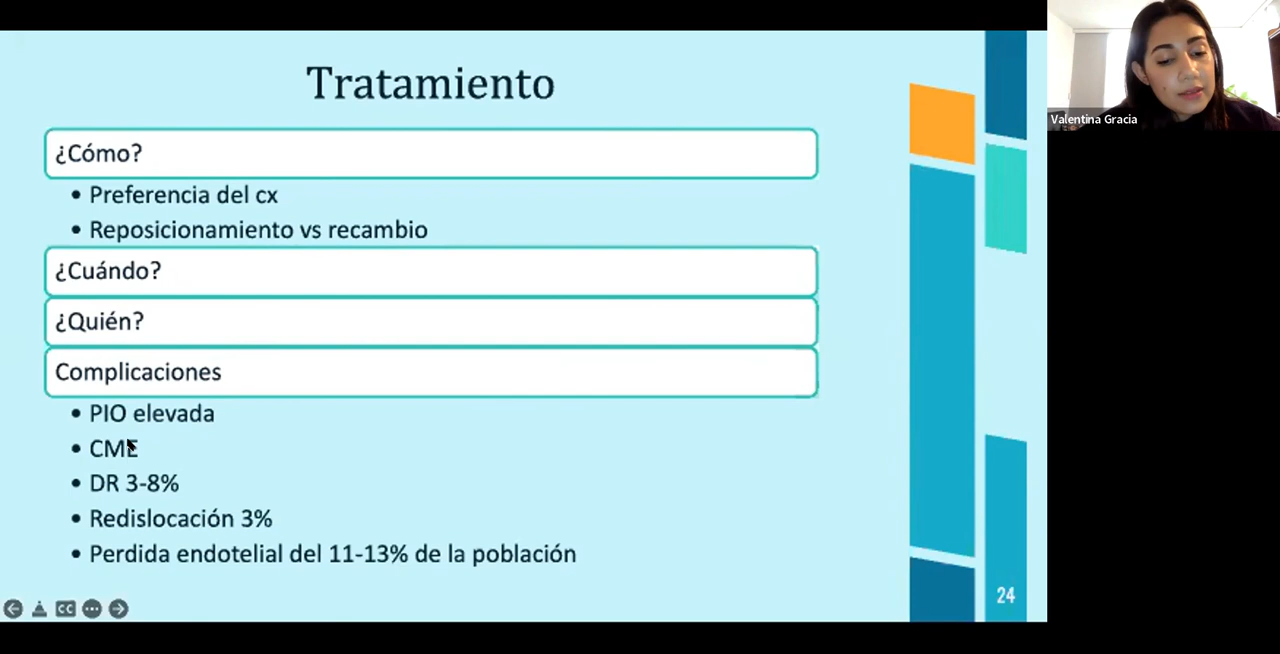 Tratamiento
¿Cómo?
• Preferencia del cx
• Reposicionamiento vs recambio
¿Cuándo?
¿Quién?
Complicaciones
• PIO elevada
• CME
• DR 3-8%
• Redislocación 3%
• Perdida endotelial del 11-13% de la población
24
CC
Valentina Gracia